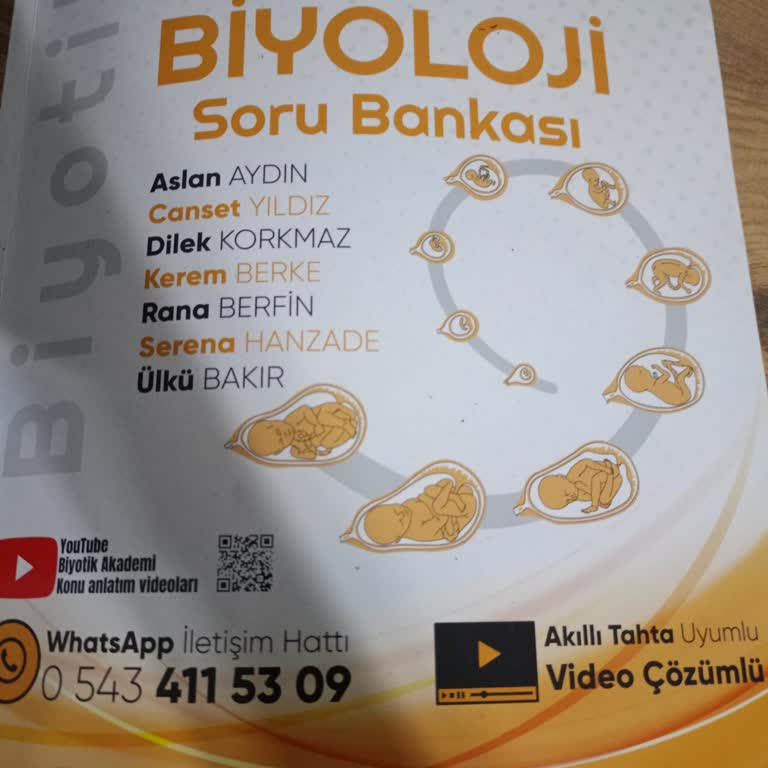 BİYOLOJİ
Soru Bankası
Aslan AYDIN
Canset YILDIZ
Dilek KORKMAZ
Kerem BERKE
Rana BERFİN
Serena HANZADE
Ülkü BAKIR
YouTube
Biyotik Akademi
Konu anlatım videoları
WhatsApp İletişim Hattı
0 543 411 53 09
Akıllı Tahta Uyumlu
Video Çözümlü